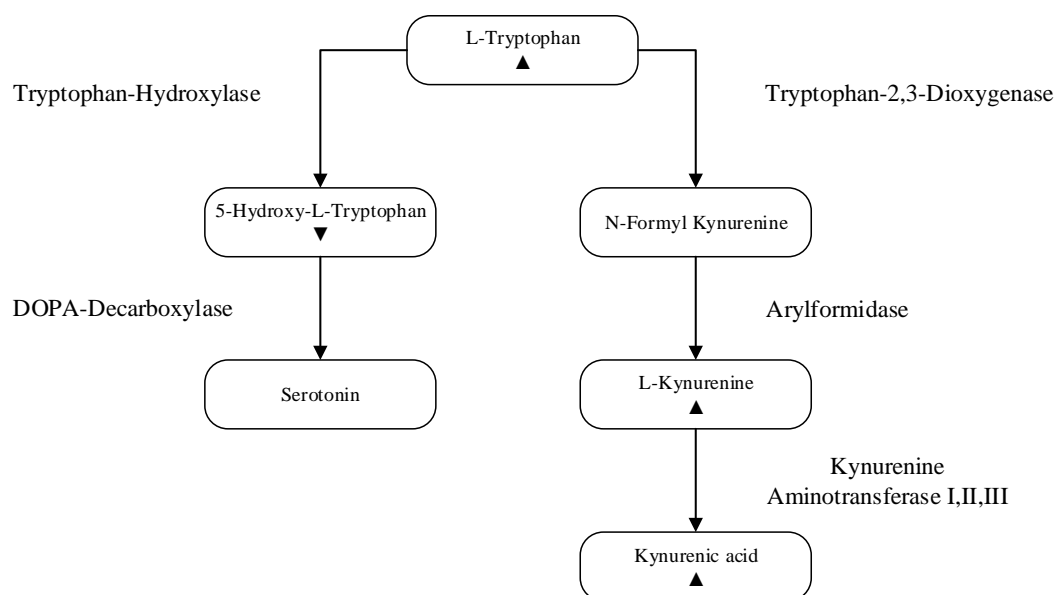 L-Tryptophan
▲
Tryptophan-Hydroxylase
Tryptophan-2,3-Dioxygenase
5-Hydroxy-L-Tryptophan
▼
N-Formyl Kynurenine
DOPA-Decarboxylase
Arylformidase
Serotonin
L-Kynurenine
▲
Kynurenine
Aminotransferase I,II,III
Kynurenic acid
▲